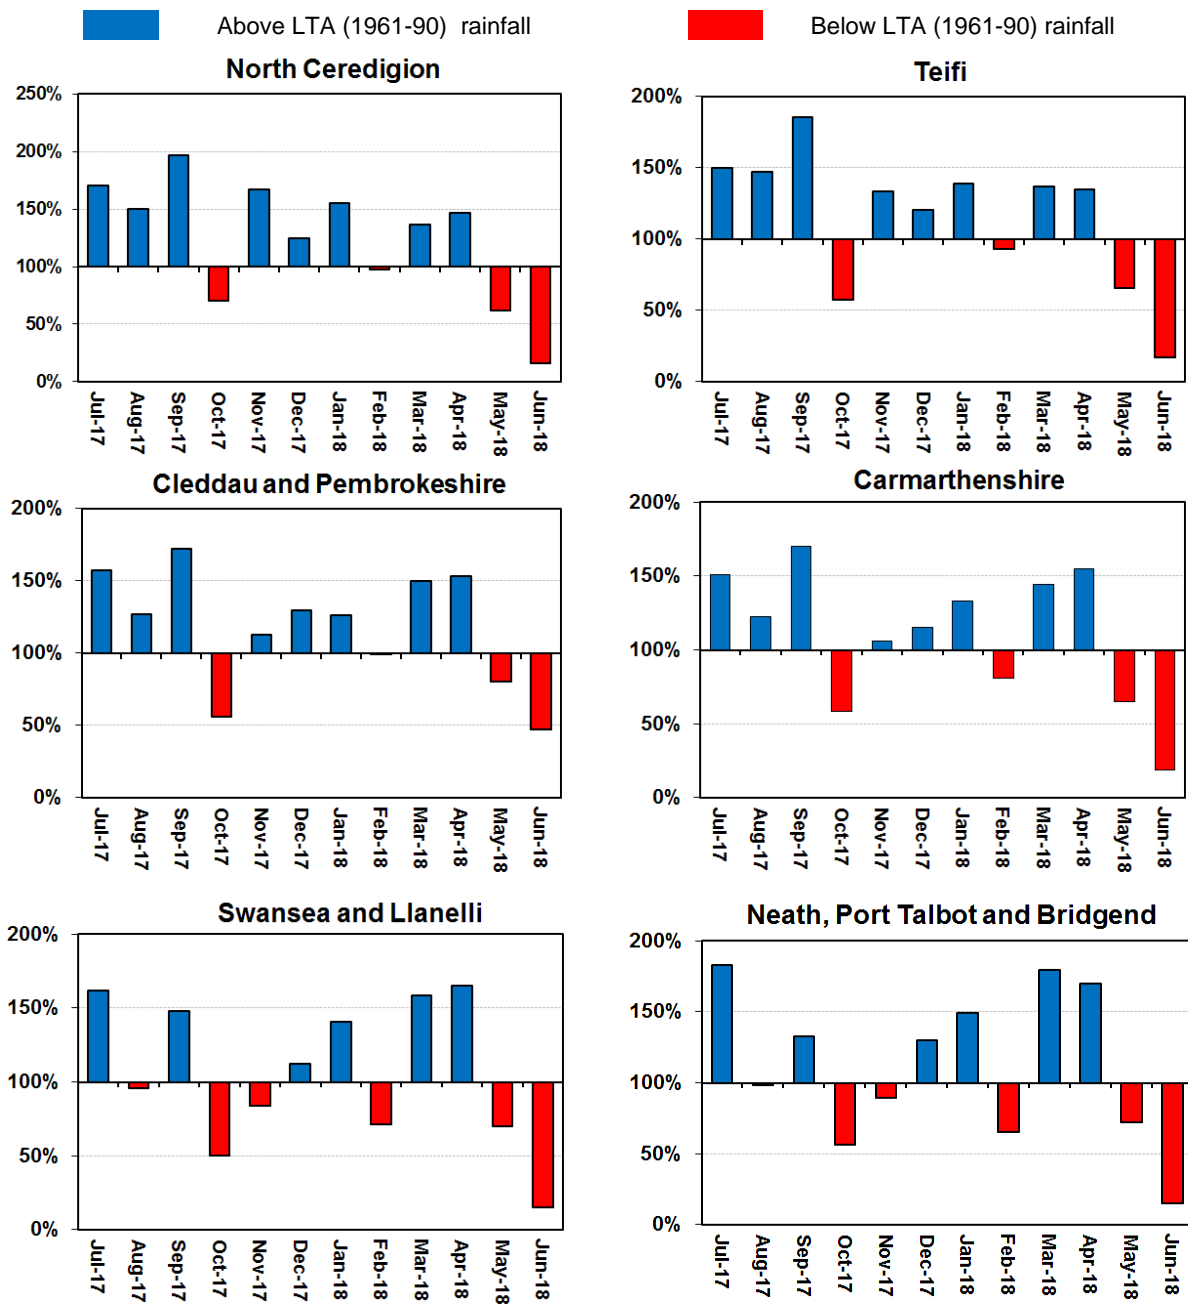 Above LTA (1961-90) rainfall
Below LTA (1961-90) rainfall
North Ceredigion
250%
200%
150%
100%
50%
0%
Jul-17
Aug-17
Sep-17
Oct-17
Nov-17
Dec-17
Jan-18
Feb-18
Mar-18
Apr-18
May-18
Jun-18
Teifi
200%
150%
100%
50%
0%
Jul-17
Aug-17
Sep-17
Oct-17
Nov-17
Dec-17
Jan-18
Feb-18
Mar-18
Apr-18
May-18
Jun-18
Cleddau and Pembrokeshire
200%
150%
100%
50%
0%
Jul-17
Aug-17
Sep-17
Oct-17
Nov-17
Dec-17
Jan-18
Feb-18
Mar-18
Apr-18
May-18
Jun-18
Carmarthenshire
200%
150%
100%
50%
0%
Jul-17
Aug-17
Sep-17
Oct-17
Nov-17
Dec-17
Jan-18
Feb-18
Mar-18
Apr-18
May-18
Jun-18
Swansea and Llanelli
200%
150%
100%
50%
0%
Jul-17
Aug-17
Sep-17
Oct-17
Nov-17
Dec-17
Jan-18
Feb-18
Mar-18
Apr-18
May-18
Jun-18
Neath, Port Talbot and Bridgend
200%
150%
100%
50%
0%
Jul-17
Aug-17
Sep-17
Oct-17
Nov-17
Dec-17
Jan-18
Feb-18
Mar-18
Apr-18
May-18
Jun-18